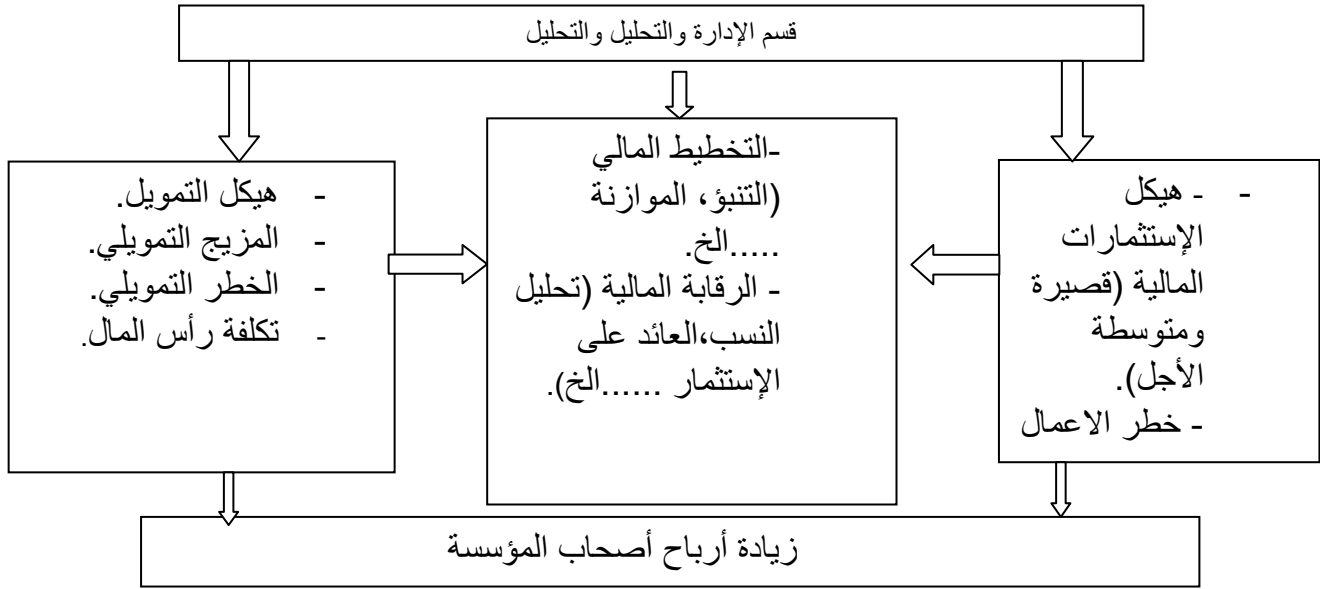 قسم الإدارة والتحليل والتحليل
- - هيكل
الإستثمارات
المالية (قصيرة
ومتوسطة
الأجل).
- خطر الاعمال
-التخطيط المالي
(التنبؤ، الموازنة
.....الخ.
- الرقابة المالية (تحليل
النسب،العائد على
الإستثمار ......الخ).
- هيكل التمويل.
- المزيج التمويلي.
- الخطر التمويلي.
- تكلفة رأس المال.
زيادة أرباح أصحاب المؤسسة